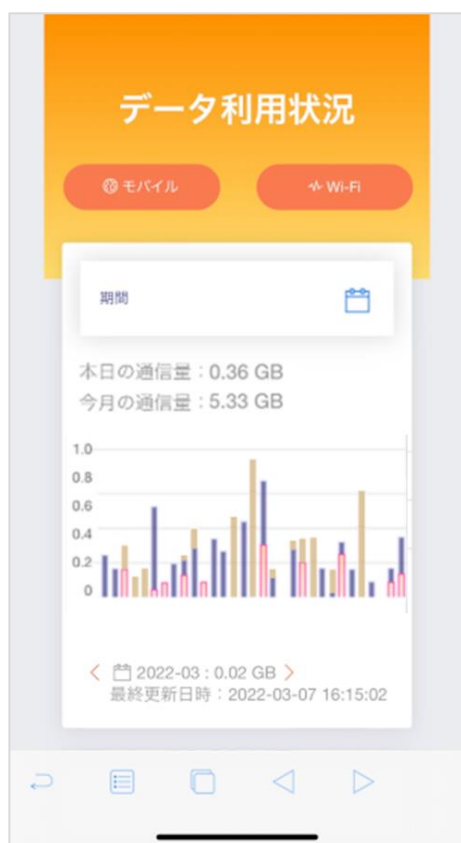 データ利用状況
モバイル
Wi-Fi
期間
本日の通信量：0.36 GB
今月の通信量：5.33 GB
1.0
0.8
0.6
0.4
0.2
0
2022-03 : 0.02 GB
最終更新日時：2022-03-07 16:15:02